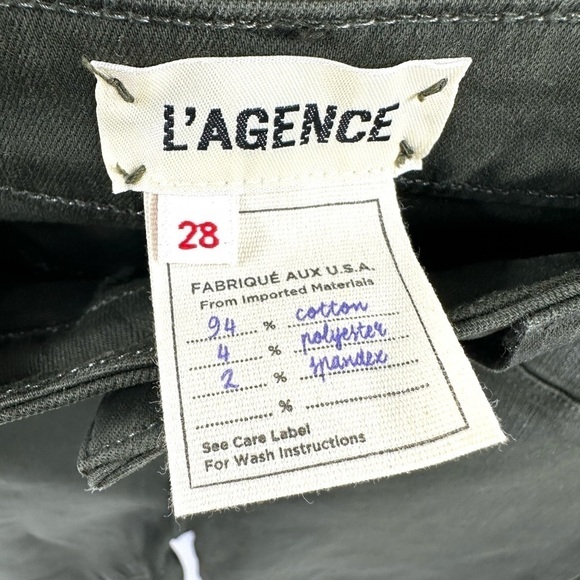 L'AGENCE
28
FABRIQUÉ AUX U.S.A.
From Imported Materials
94 % cotton
4 % polyester
2 % spandex
%
See Care Label
For Wash Instructions